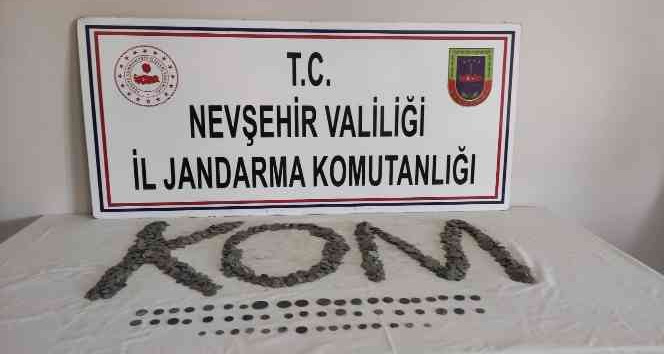 T.C.
NEVŞEHİR VALİLİĞİ
İL JANDARMA KOMUTANLIĞI
KOM